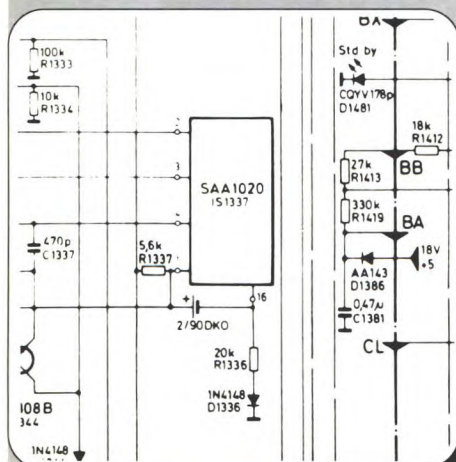 BX
100k
R1333
Std by
CQYV178p
D1481
10k
R1334
2
18k
R1412
27k
R1413
BB
3
SAA1020
IS1337
330k
R1419
BA
470p
C1337
5,6k
R1337
18V
+5
AA143
D1386
16
+
2/90DKO
0,47µ
C1381
20k
R1336
CL
1N4148
D1336
308B
344
1N4148